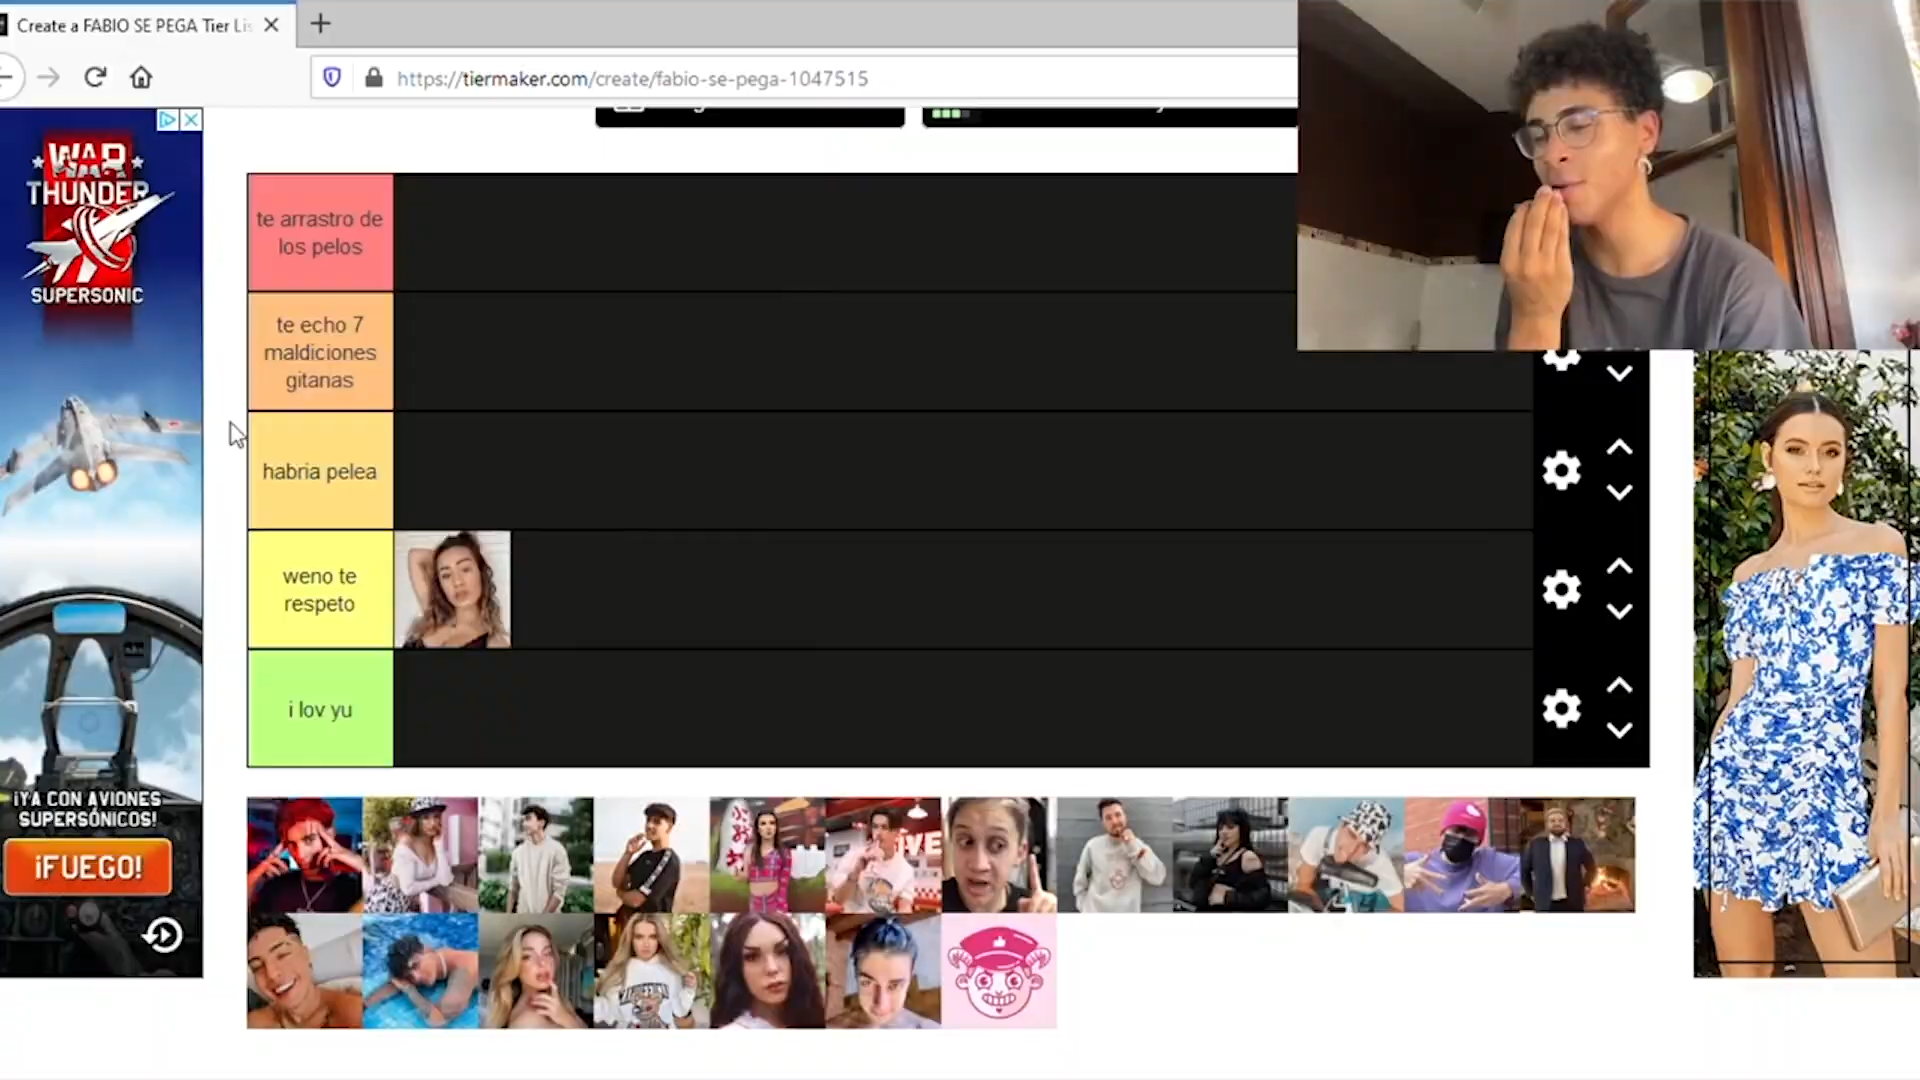 Create a FABIO SE PEGA Tier Lis
https://tiermaker.com/create/fabio-se-pega-1047515
WAR
THUNDER
SUPERSONIC
te arrastro de
los pelos
te echo 7
maldiciones
gitanas
habria pelea
weno te
respeto
i lov yu
¡YA CON AVIONES
SUPERSÓNICOS!
¡FUEGO!